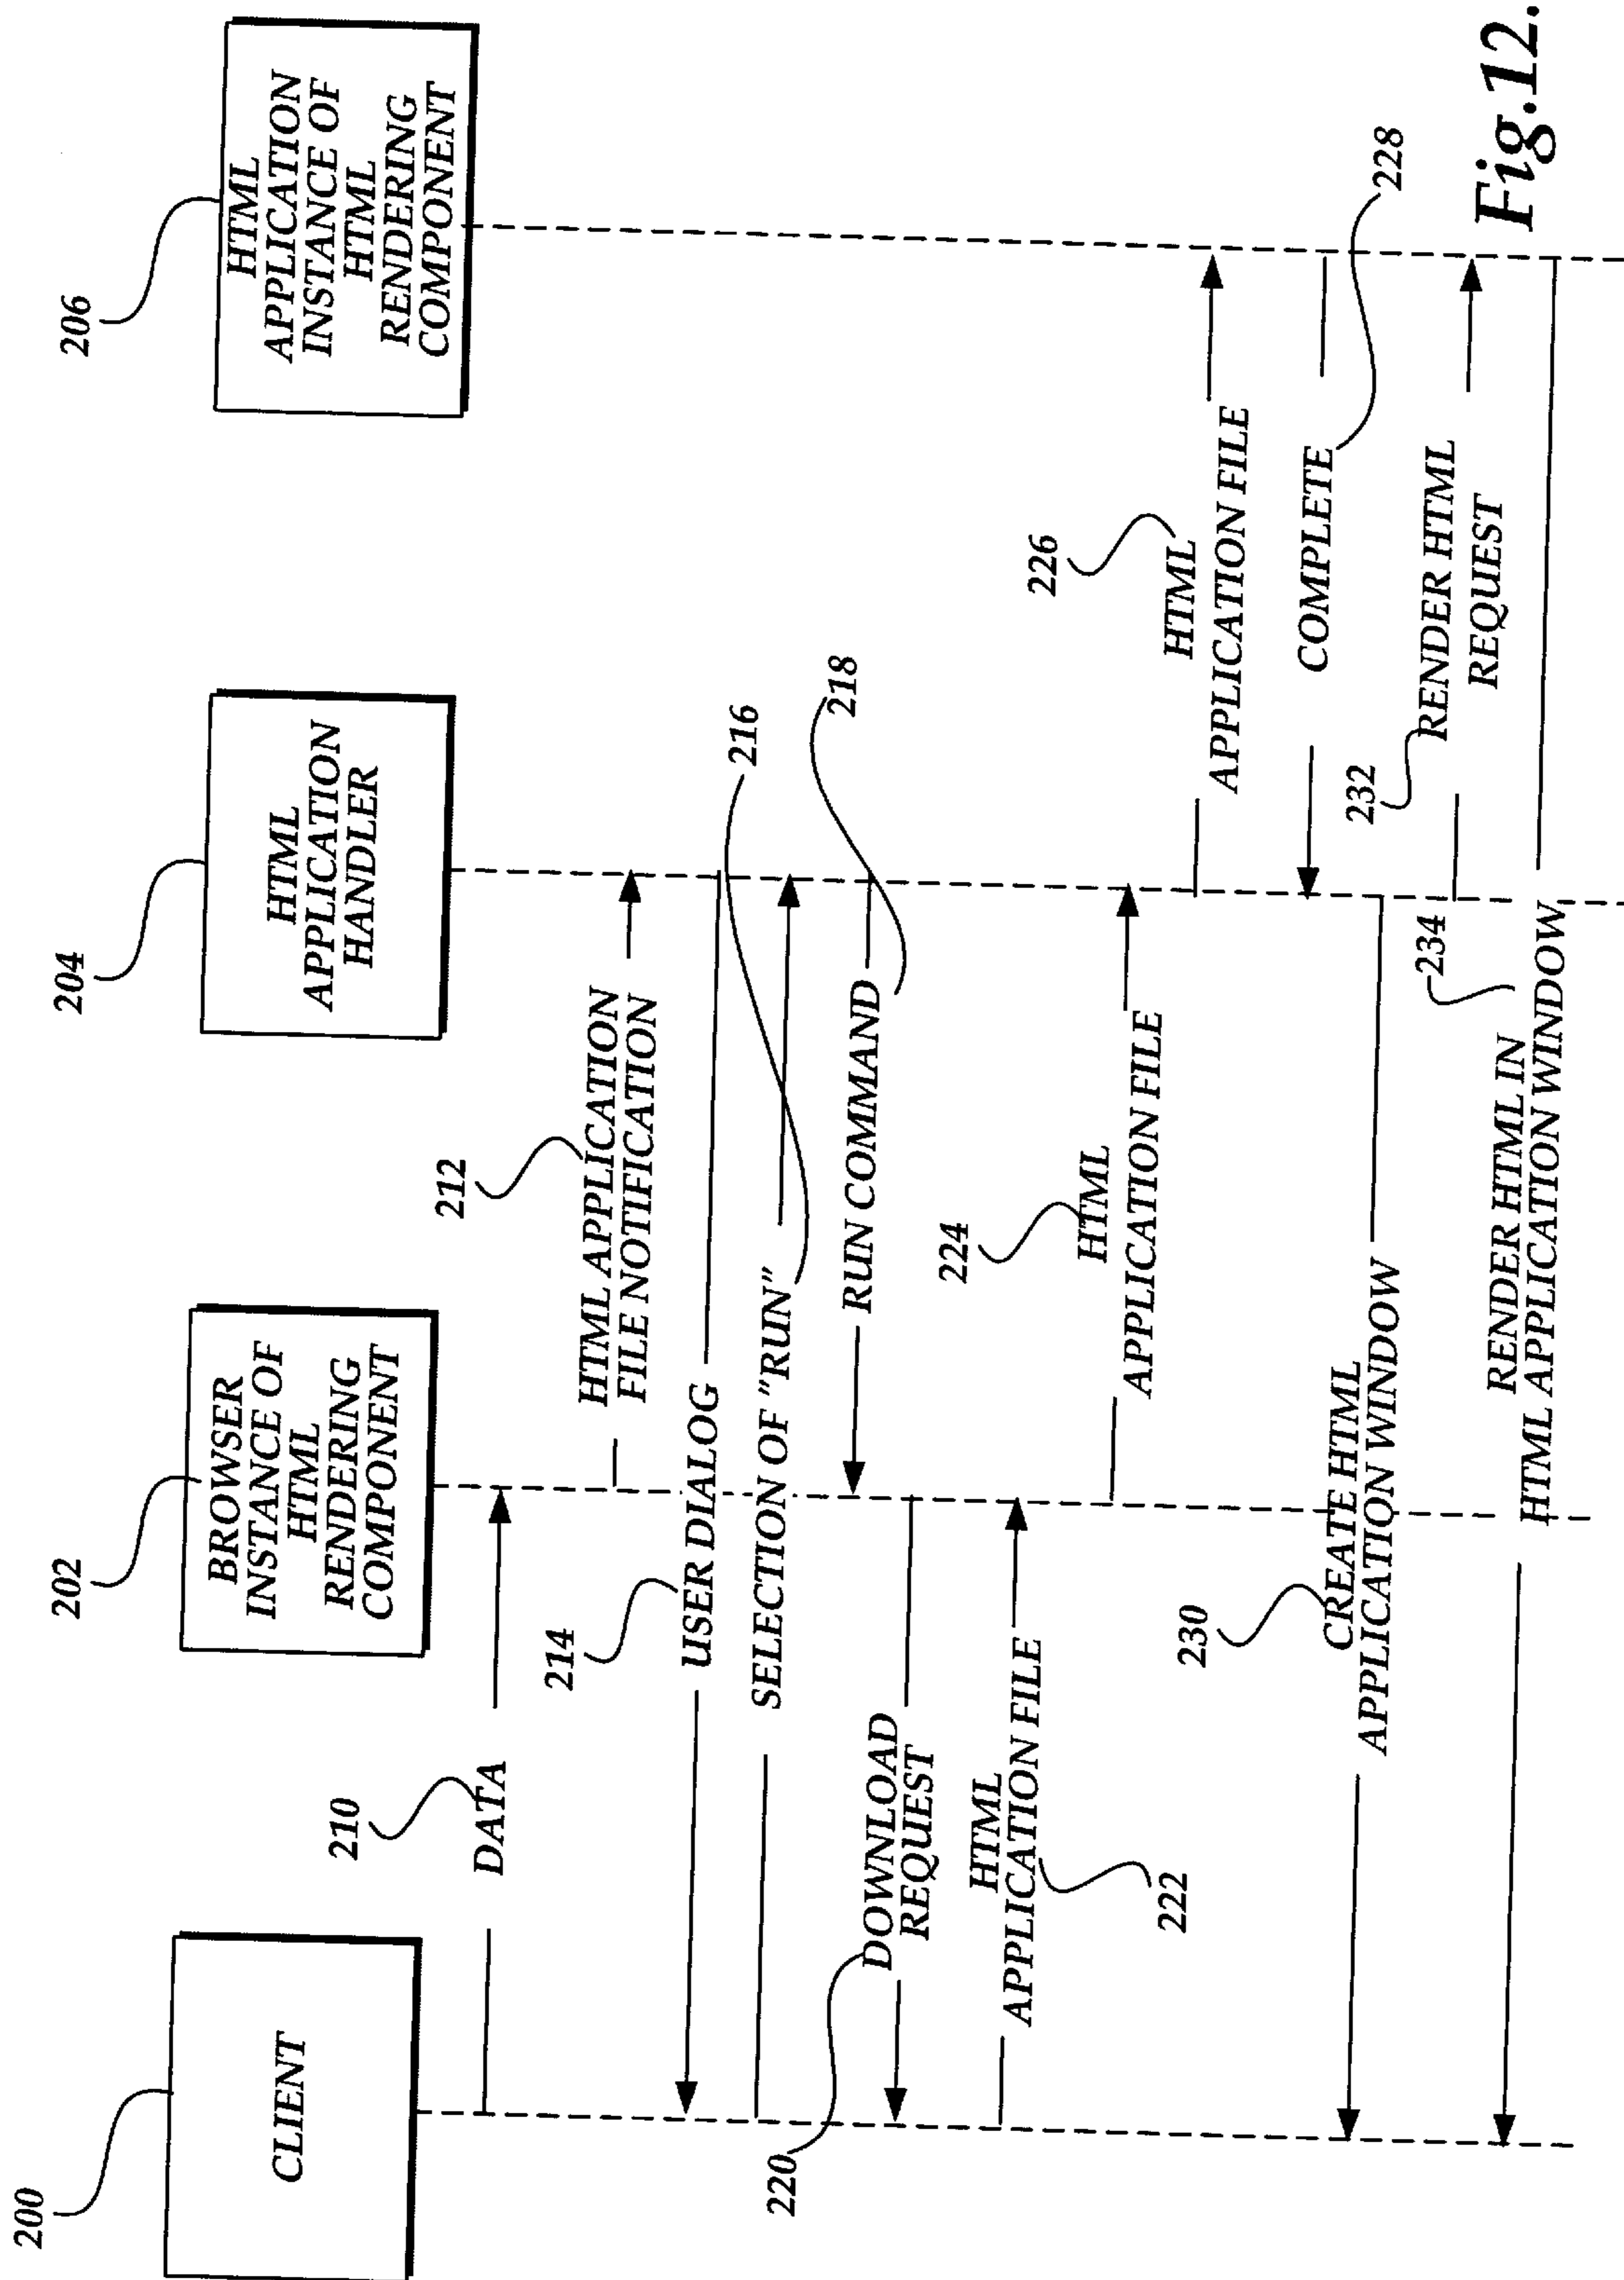 200
CLIENT
202
BROWSER
INSTANCE OF
HTML
RENDERING
COMPONENT
204
HTML
APPLICATION
HANDLER
206
HTML
APPLICATION
INSTANCE OF
HTML
RENDERING
COMPONENT
210
DATA
212
HTML APPLICATION
FILE NOTIFICATION
214
USER DIALOG
216
SELECTION OF "RUN"
218
RUN COMMAND
220
DOWNLOAD
REQUEST
HTML
APPLICATION FILE
222
224
HTML
APPLICATION FILE
226
HTML
APPLICATION FILE
COMPLETE
228
230
CREATE HTML
APPLICATION WINDOW
232
RENDER HTML
REQUEST
234
RENDER HTML IN
HTML APPLICATION WINDOW
Fig.12.